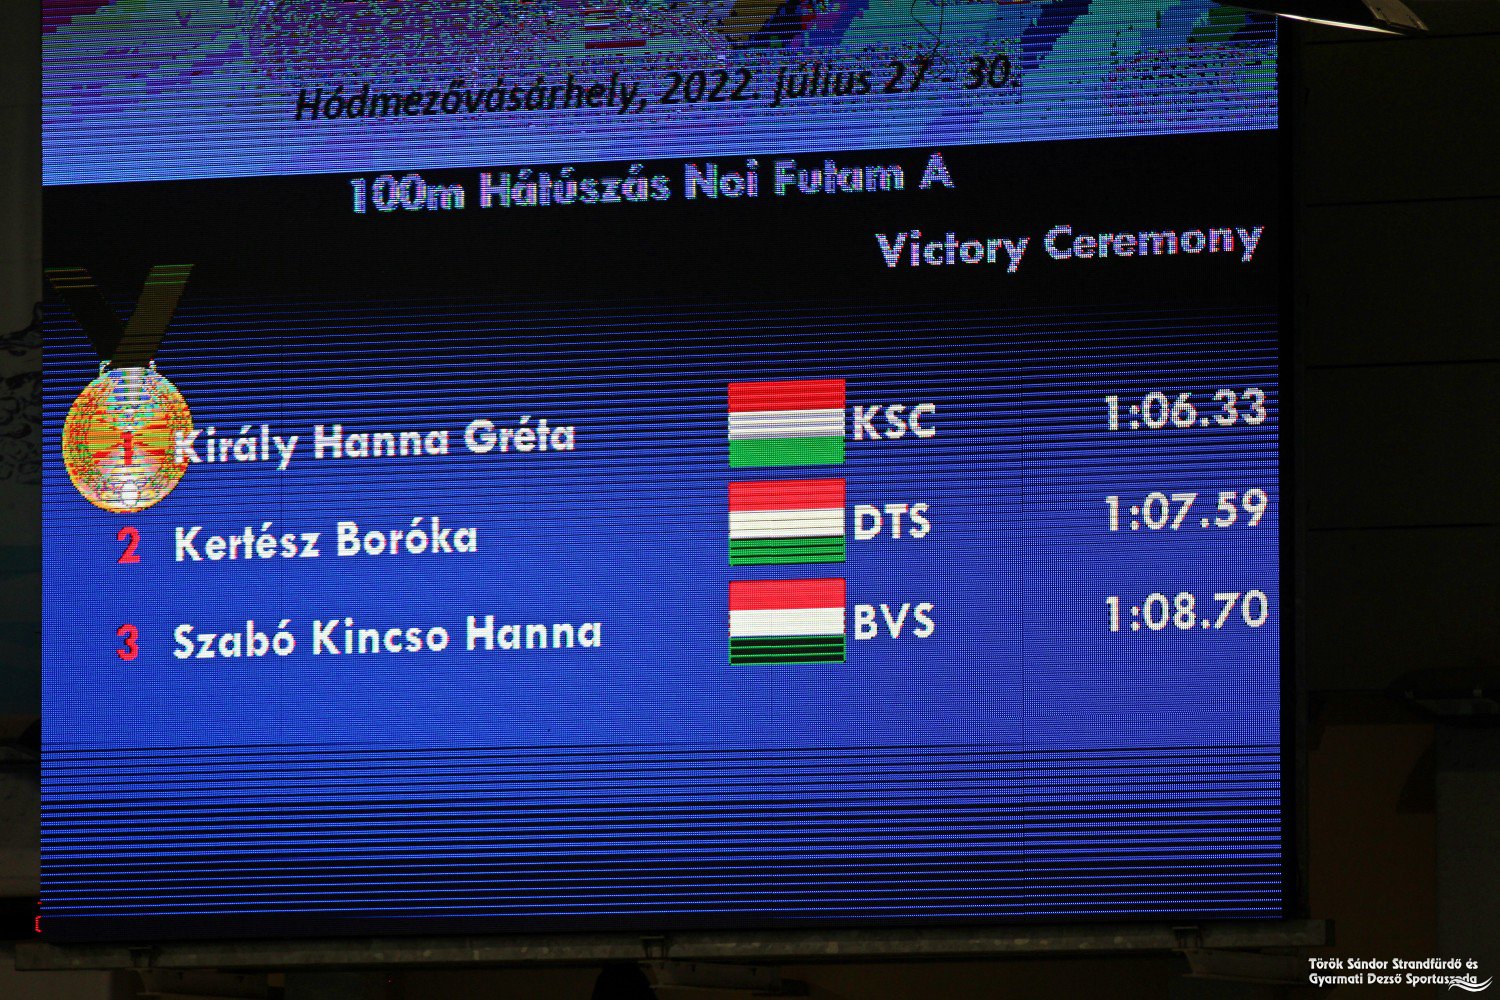 Hódmezővásárhely, 2022. július 27 - 30.
100m Hátúszás Noi Futam A
Victory Ceremony
1 Király Hanna Gréta KSC 1:06.33
2 Kertész Boróka DTS 1:07.59
3 Szabó Kincso Hanna BVS 1:08.70
Török Sándor Strandfürdő és
Gyarmati Dezső Sportuszoda